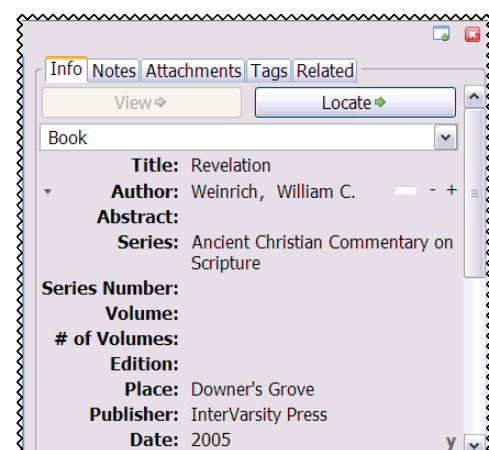 Info Notes Attachments Tags Related
View Locate
Book
Title: Revelation
Author: Weinrich, William C. - +
Abstract:
Series: Ancient Christian Commentary on
Scripture
Series Number:
Volume:
# of Volumes:
Edition:
Place: Downer's Grove
Publisher: InterVarsity Press
Date: 2005 y